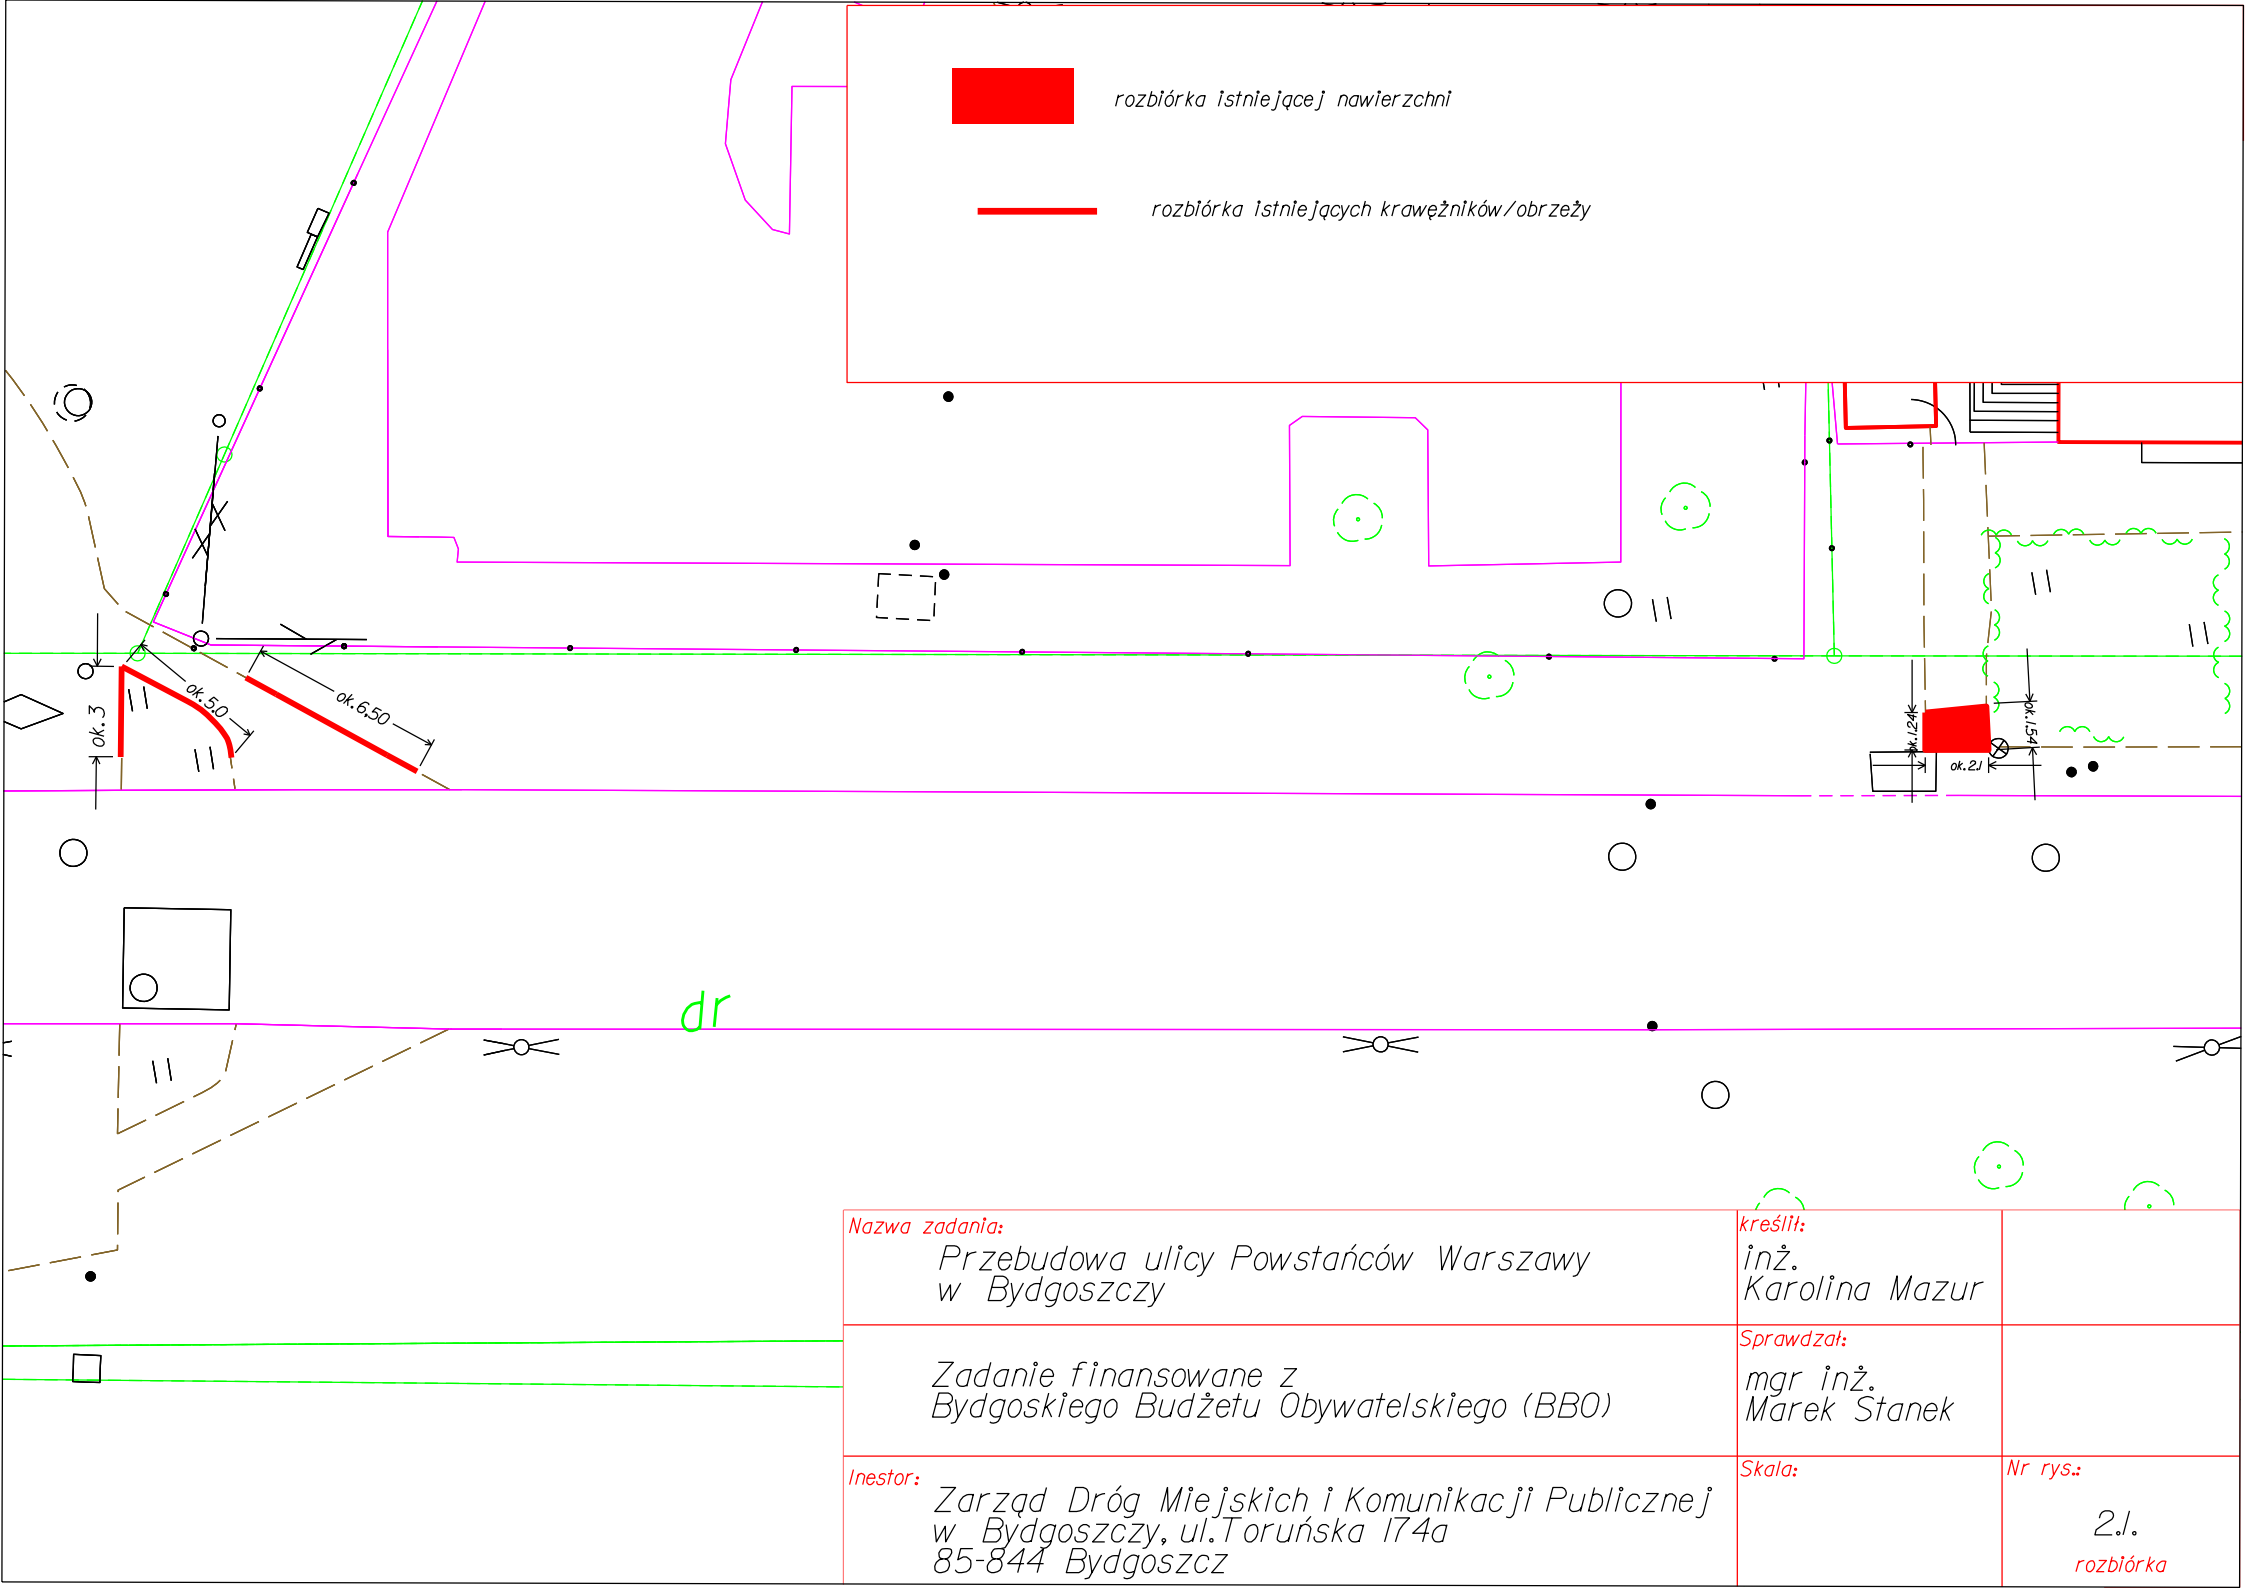 rozbiórka istniejącej nawierzchni
rozbiórka istniejących krawężników/obrzeży
ok.3
ok.5.0
ok.6,50
ok.1.24
ok.1.54
ok.2.1
dr
Nazwa zadania:
Przebudowa ulicy Powstańców Warszawy
w Bydgoszczy
kreślił:
inż.
Karolina Mazur
Zadanie finansowane z
Bydgoskiego Budżetu Obywatelskiego (BBO)
Sprawdzał:
mgr inż.
Marek Stanek
Inestor:
Zarząd Dróg Miejskich i Komunikacji Publicznej
w Bydgoszczy, ul.Toruńska 174a
85-844 Bydgoszcz
Skala:
Nr rys.:
2.1.
rozbiórka